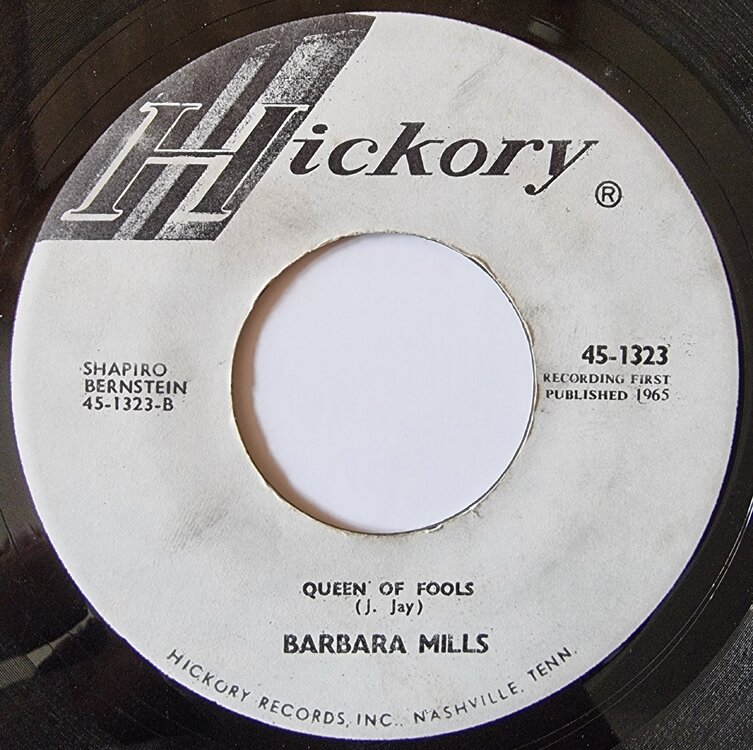 Hickory ®
SHAPIRO
BERNSTEIN
45-1323-B
45-1323
RECORDING FIRST
PUBLISHED 1965
QUEEN OF FOOLS
(J. Jay)
BARBARA MILLS
HICKORY RECORDS, INC., NASHVILLE, TENN.